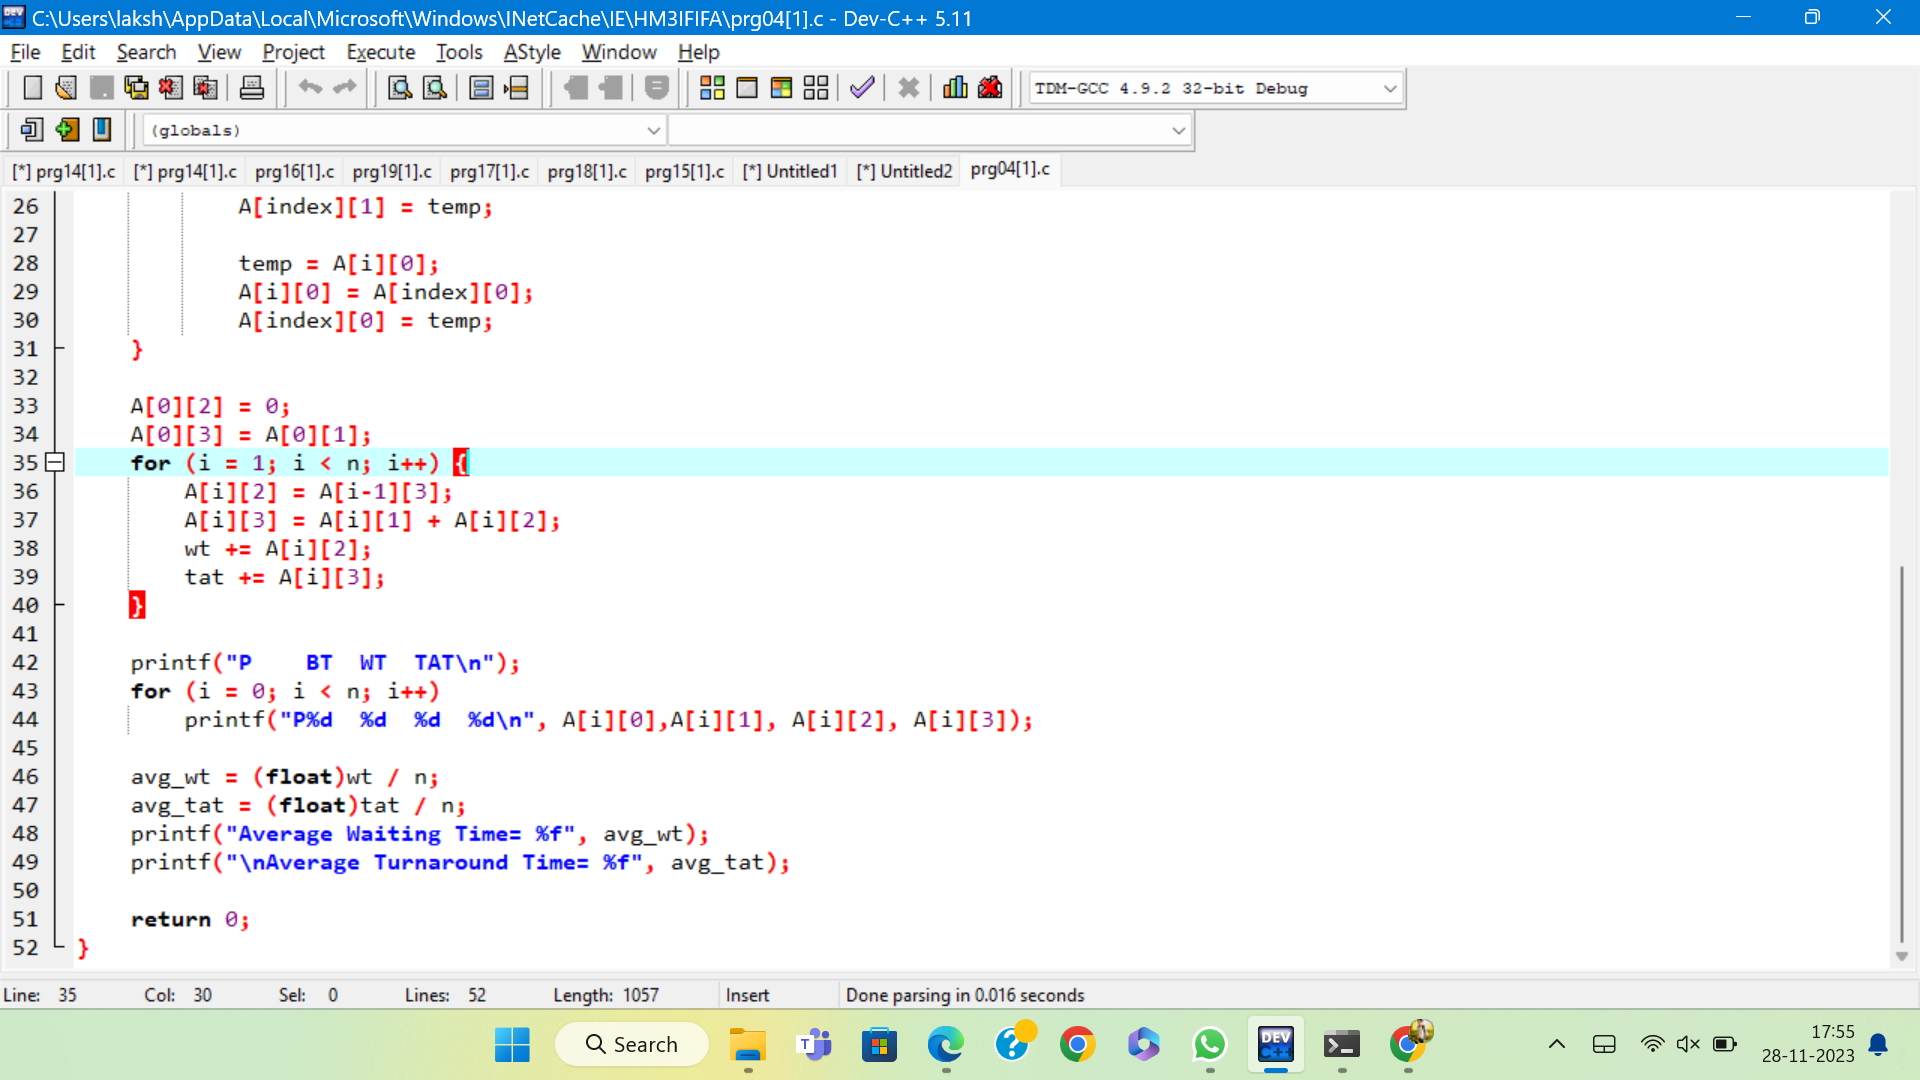 C:\Users\laksh\AppData\Local\Microsoft\Windows\INetCache\IE\HM3IFIFA\prg04[1].c - Dev-C++ 5.11
File Edit Search View Project Execute Tools AStyle Window Help
TDM-GCC 4.9.2 32-bit Debug
(globals)
[*] prg14[1].c [*] prg14[1].c prg16[1].c prg19[1].c prg17[1].c prg18[1].c prg15[1].c [*] Untitled1 [*] Untitled2 prg04[1].c
26 A[index][1] = temp;
27
28 temp = A[i][0];
29 A[i][0] = A[index][0];
30 A[index][0] = temp;
31 }
32
33 A[0][2] = 0;
34 A[0][3] = A[0][1];
35 for (i = 1; i < n; i++) {
36 A[i][2] = A[i-1][3];
37 A[i][3] = A[i][1] + A[i][2];
38 wt += A[i][2];
39 tat += A[i][3];
40 }
41
42 printf("P    BT  WT  TAT\n");
43 for (i = 0; i < n; i++)
44 printf("P%d  %d  %d  %d\n", A[i][0],A[i][1], A[i][2], A[i][3]);
45
46 avg_wt = (float)wt / n;
47 avg_tat = (float)tat / n;
48 printf("Average Waiting Time= %f", avg_wt);
49 printf("\nAverage Turnaround Time= %f", avg_tat);
50
51 return 0;
52 }
Line: 35 Col: 30 Sel: 0 Lines: 52 Length: 1057 Insert Done parsing in 0.016 seconds
Search
DEV C++
17:55
28-11-2023